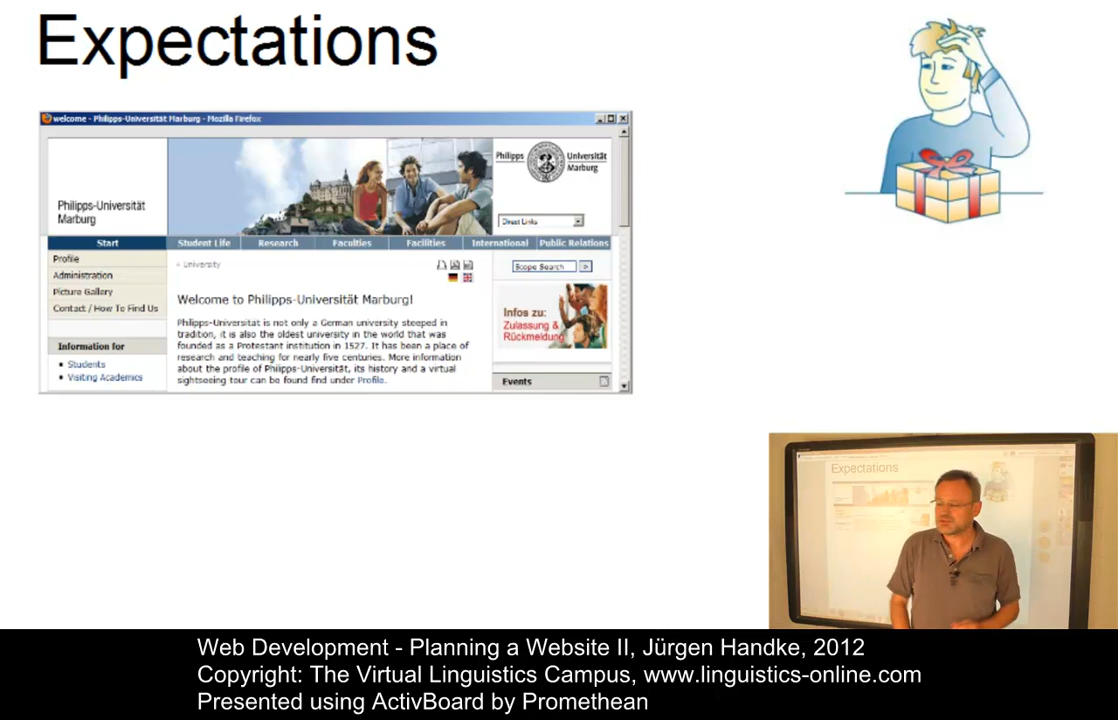 Expectations
welcome - Philipps-Universität Marburg - Mozilla Firefox
Philipps Universität
Marburg
Philipps-Universität
Marburg
Direct Links
Start Student Life Research Faculties Facilities International Public Relations
Profile
Administration
Picture Gallery
Contact / How To Find Us
University
Scope Search >
Welcome to Philipps-Universität Marburg!
Philipps-Universität is not only a German university steeped in
tradition, it is also the oldest university in the world that was
founded as a Protestant institution in 1527. It has been a place of
research and teaching for nearly five centuries. More information
about the profile of Philipps-Universität, its history and a virtual
sightseeing tour can be found find under Profile.
Infos zu:
Zulassung &
Rückmeldung
Information for
Students
Visiting Academics
Events
Expectations
Web Development - Planning a Website II, Jürgen Handke, 2012
Copyright: The Virtual Linguistics Campus, www.linguistics-online.com
Presented using ActivBoard by Promethean